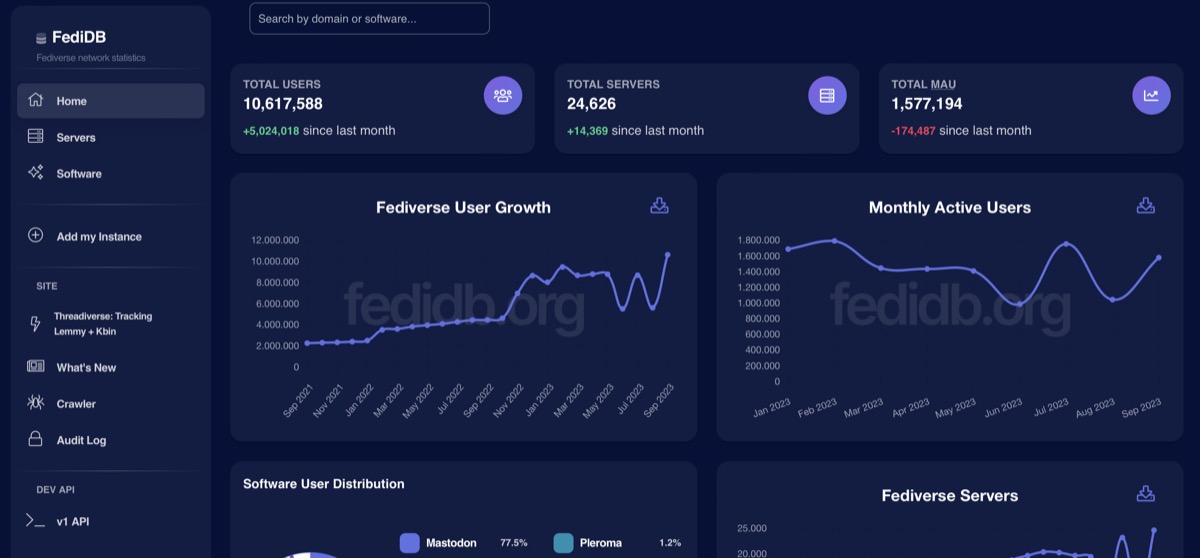 Search by domain or software...
FediDB
Fediverse network statistics
Home
Servers
Software
Add my Instance
SITE
Threadiverse: Tracking
Lemmy + Kbin
What's New
Crawler
Audit Log
DEV API
v1 API
TOTAL USERS
10,617,588
+5,024,018 since last month
TOTAL SERVERS
24,626
+14,369 since last month
TOTAL MAU
1,577,194
-174,487 since last month
Fediverse User Growth
12.000.000
10.000.000
8.000.000
6.000.000
4.000.000
2.000.000
0
fedidb.org
Sep 2021
Nov 2021
Jan 2022
Mar 2022
May 2022
Jul 2022
Sep 2022
Nov 2022
Jan 2023
Mar 2023
May 2023
Jul 2023
Sep 2023
Monthly Active Users
1.800.000
1.600.000
1.400.000
1.200.000
1.000.000
800.000
600.000
400.000
200.000
0
fedidb.org
Jan 2023
Feb 2023
Mar 2023
Apr 2023
May 2023
Jun 2023
Jul 2023
Aug 2023
Sep 2023
Software User Distribution
Mastodon 77.5%
Pleroma 1.2%
Fediverse Servers
25.000
20.000